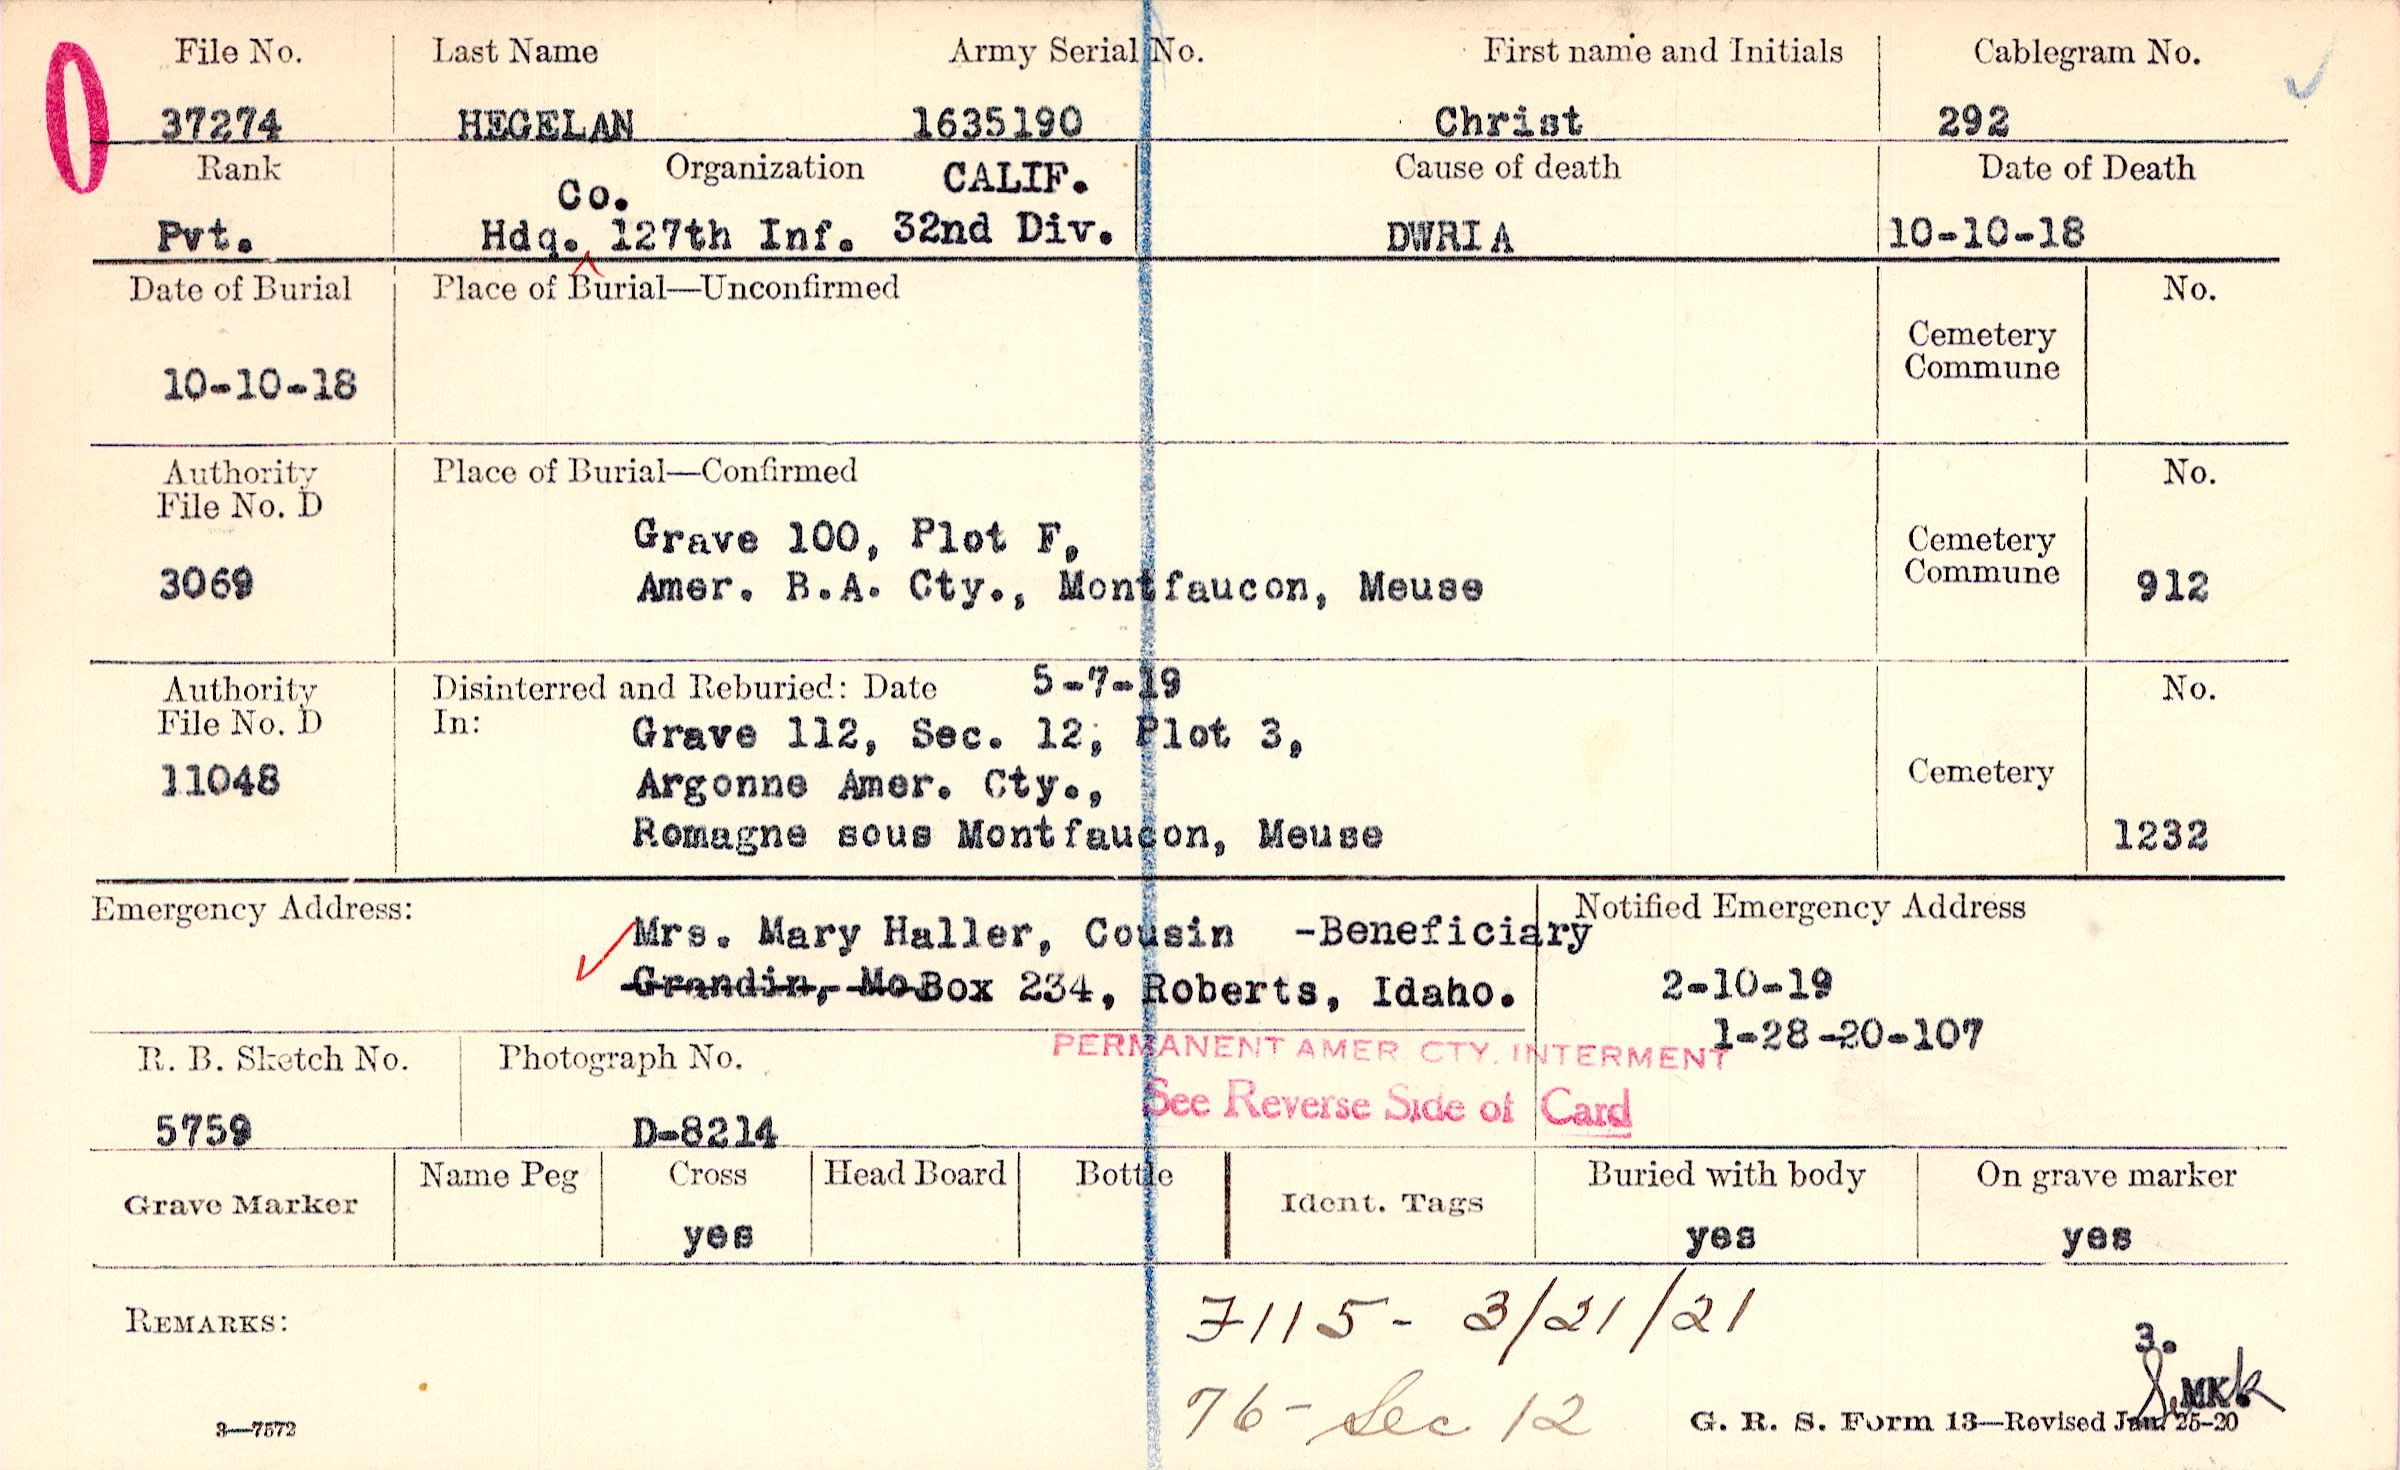 File No. Last Name Army Serial No. First name and Initials Cablegram No.
37274 HEGELAN 1635190 Christ 292
Rank Organization CALIF. Cause of death Date of Death
Co.
Pvt. Hdq. 127th Inf. 32nd Div. DWRIA 10-10-18
Date of Burial Place of Burial—Unconfirmed No.
Cemetery
Commune
10-10-18
Authority Place of Burial—Confirmed No.
File No. D
Grave 100, Plot F,
Cemetery
Commune
3069 Amer. B.A. Cty., Montfaucon, Meuse 912
Authority Disinterred and Reburied: Date 5-7-19 No.
File No. D In: Grave 112, Sec. 12, Plot 3,
11048 Argonne Amer. Cty., Cemetery
Romagne sous Montfaucon, Meuse 1232
Emergency Address: Notified Emergency Address
Mrs. Mary Haller, Cousin -Beneficiary
Grandin, Mo Box 234, Roberts, Idaho. 2-10-19
1-28-20-107
R. B. Sketch No. Photograph No. PERMANENT AMER. CTY. INTERMENT
See Reverse Side of Card
5759 D-8214
Grave Marker Name Peg Cross Head Board Bottle Ident. Tags Buried with body On grave marker
yes yes yes
REMARKS: 7115- 3/21/21
3.
76- Sec 12 MK.
3—7572 G. R. S. Form 13—Revised Jan. 25-20